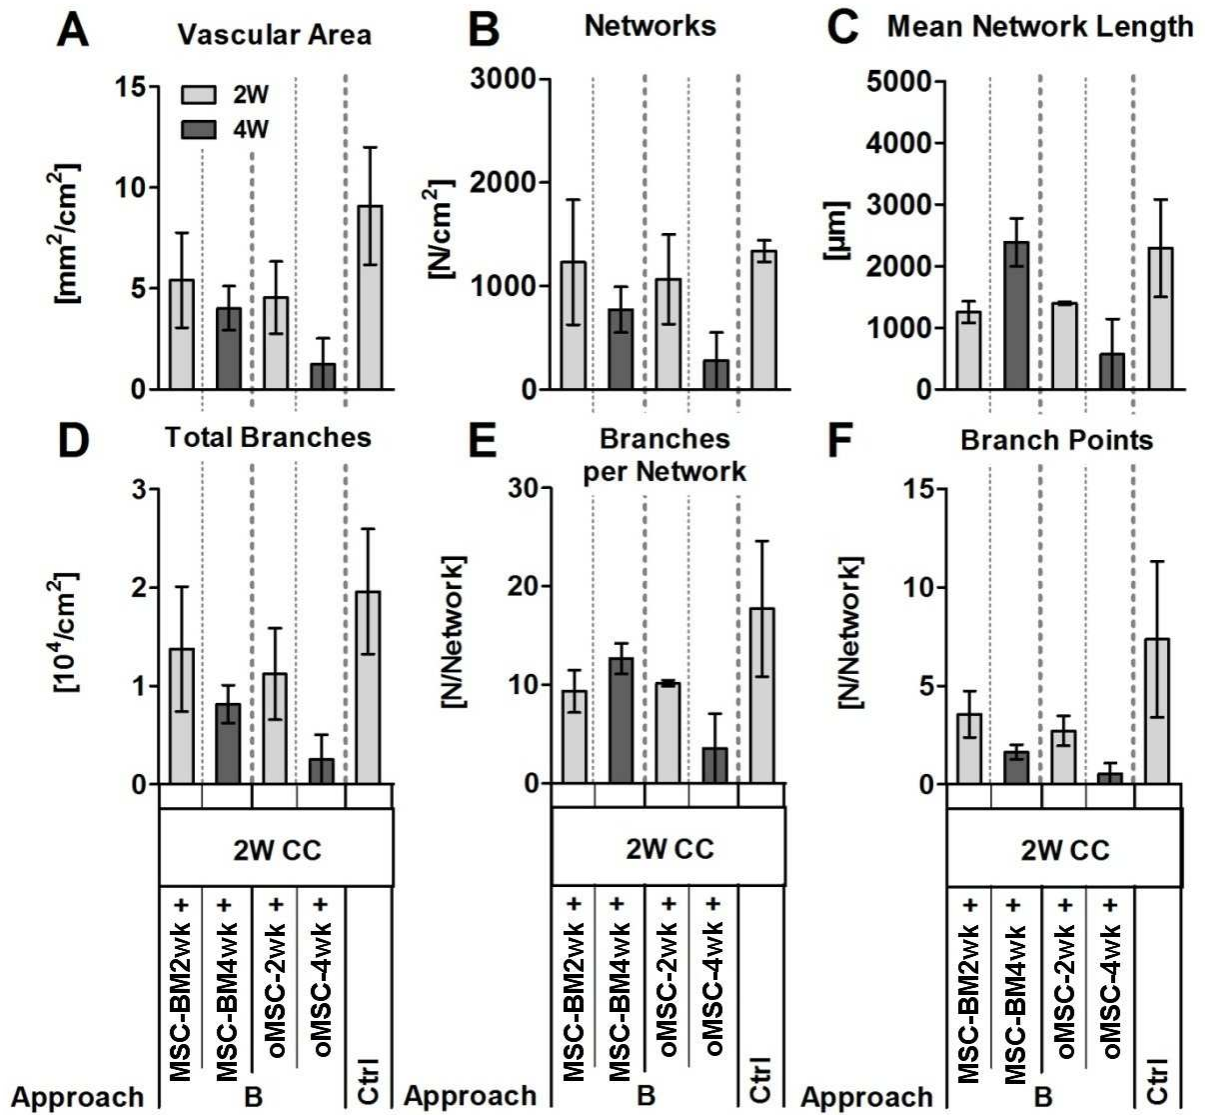 A
Vascular Area
15
10
5
0
[mm²/cm²]
2W
4W
B
Networks
3000
2000
1000
0
[N/cm²]
C
Mean Network Length
5000
4000
3000
2000
1000
0
[µm]
D
Total Branches
3
2
1
0
[10⁴/cm²]
E
Branches
per Network
30
20
10
0
[N/Network]
F
Branch Points
15
10
5
0
[N/Network]
2W CC
MSC-BM2wk +
MSC-BM4wk +
oMSC-2wk +
oMSC-4wk +
Ctrl
Approach
B
2W CC
MSC-BM2wk +
MSC-BM4wk +
oMSC-2wk +
oMSC-4wk +
Ctrl
Approach
B
2W CC
MSC-BM2wk +
MSC-BM4wk +
oMSC-2wk +
oMSC-4wk +
Ctrl
Approach
B